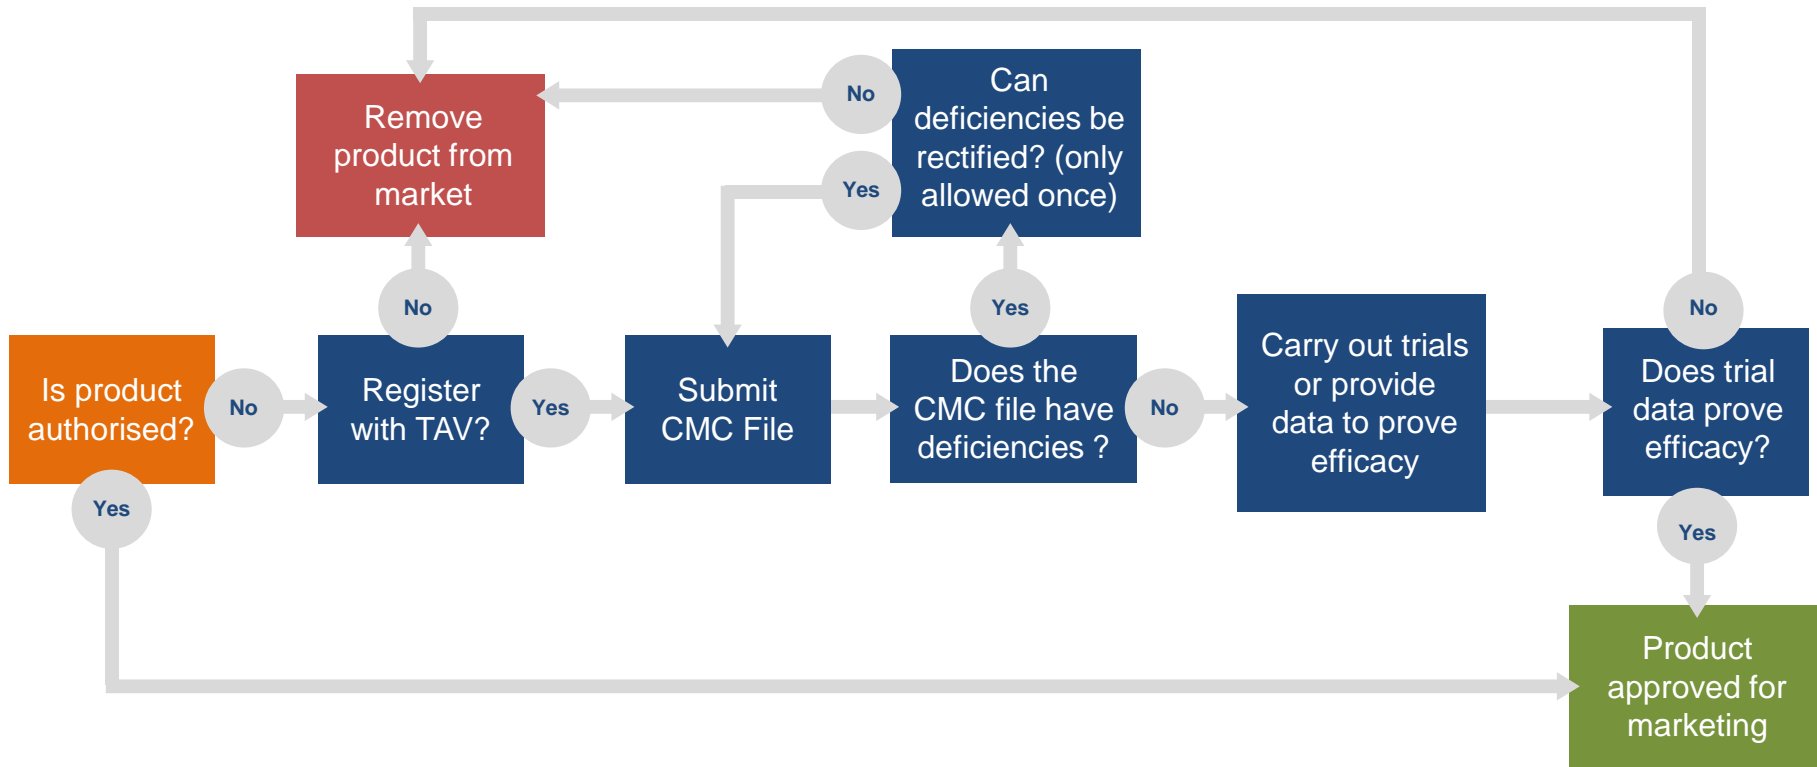 Remove
product from
market
No
Yes
Can
deficiencies be
rectified? (only
allowed once)
No
Yes
No
Is product
authorised?
No
Register
with TAV?
Yes
Submit
CMC File
Does the
CMC file have
deficiencies ?
No
Carry out trials
or provide
data to prove
efficacy
Does trial
data prove
efficacy?
Yes
Yes
Product
approved for
marketing